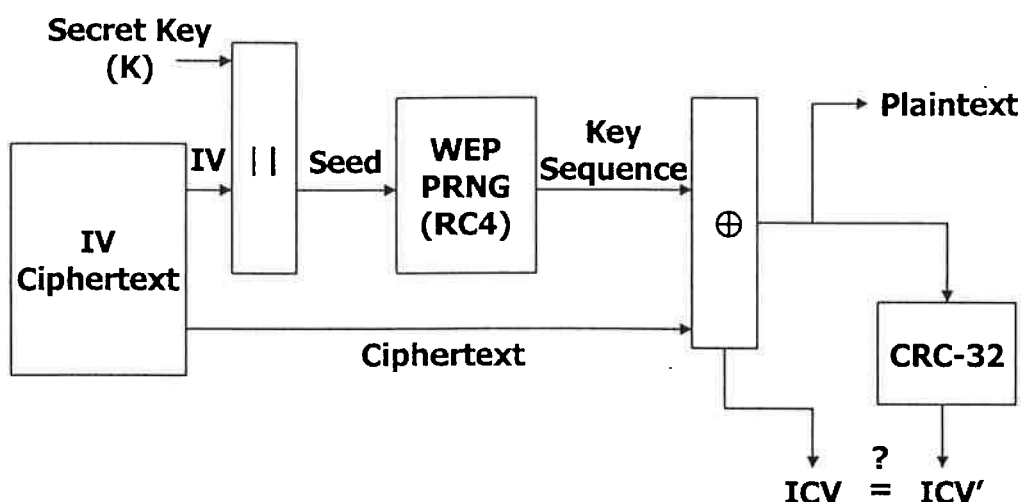 Secret Key
(K)
IV
Ciphertext
IV
||
Seed
WEP
PRNG
(RC4)
Key
Sequence
Ciphertext
⊕
Plaintext
CRC-32
ICV ?= ICV'